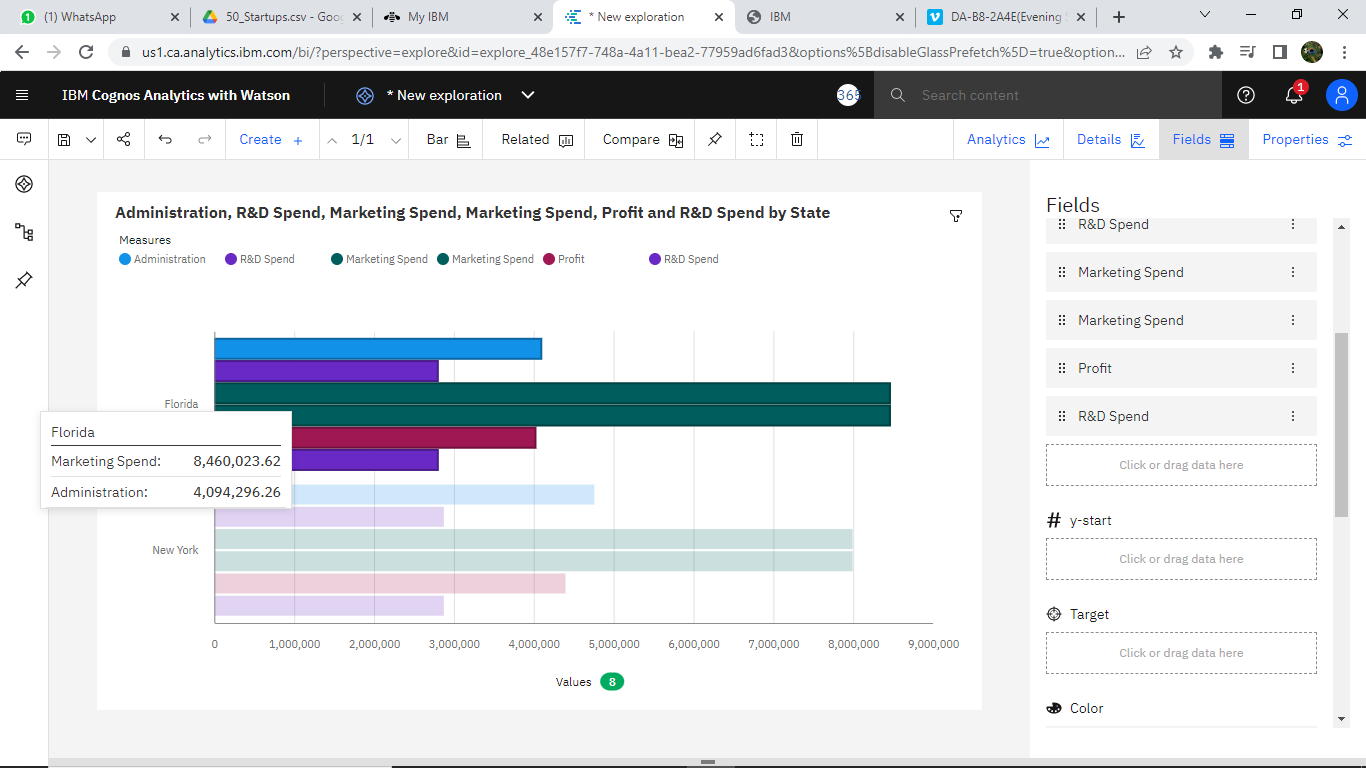 (1) WhatsApp
50_Startups.csv - Goo
My IBM
* New exploration
IBM
DA-B8-2A4E(Evening
us1.ca.analytics.ibm.com/bi/?perspective=explore&id=explore_48e157f7-748a-4a11-bea2-77959ad6fad3&options%5BdisableGlassPrefetch%5D=true&option...
IBM Cognos Analytics with Watson
* New exploration
365
Search content
1
Create +
1/1
Bar
Related
Compare
Analytics
Details
Fields
Properties
Administration, R&D Spend, Marketing Spend, Marketing Spend, Profit and R&D Spend by State
Measures
Administration R&D Spend Marketing Spend Marketing Spend Profit R&D Spend
Florida
Florida
Marketing Spend: 8,460,023.62
Administration: 4,094,296.26
New York
0 1,000,000 2,000,000 3,000,000 4,000,000 5,000,000 6,000,000 7,000,000 8,000,000 9,000,000
Values 8
Fields
R&D Spend
Marketing Spend
Marketing Spend
Profit
R&D Spend
Click or drag data here
# y-start
Click or drag data here
Target
Click or drag data here
Color